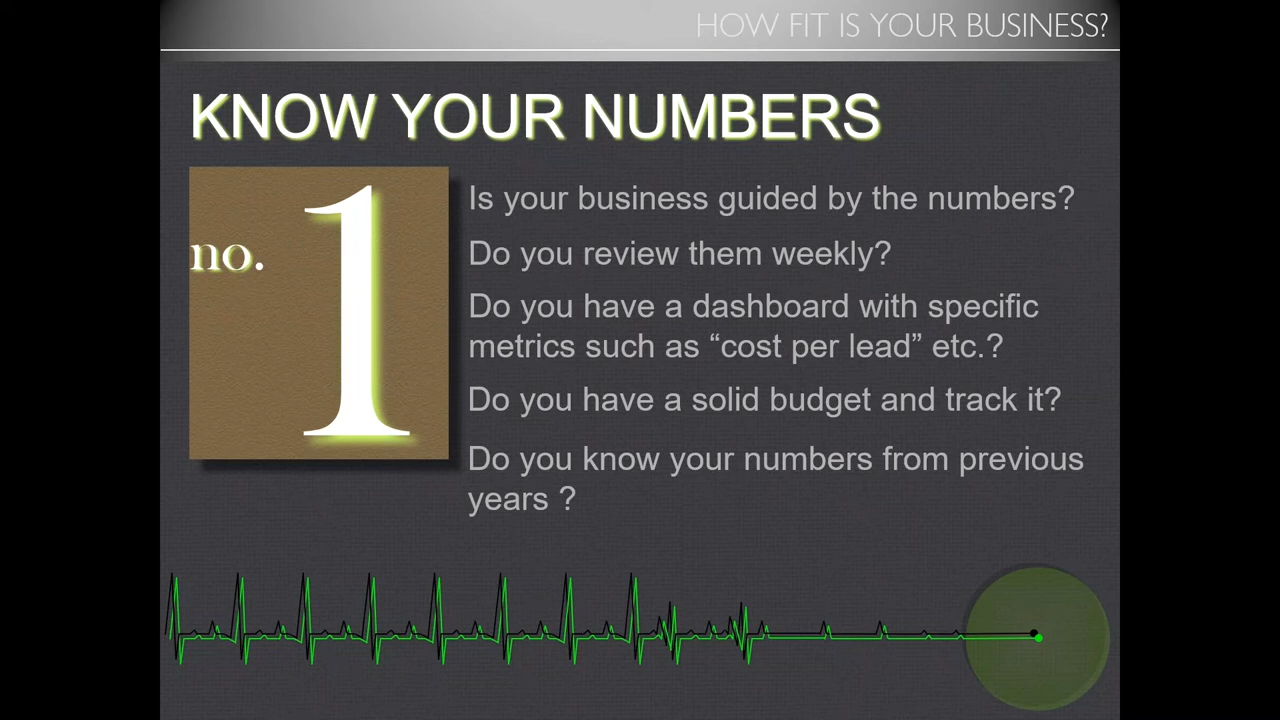 HOW FIT IS YOUR BUSINESS?
KNOW YOUR NUMBERS
no. 1
Is your business guided by the numbers?
Do you review them weekly?
Do you have a dashboard with specific
metrics such as “cost per lead” etc.?
Do you have a solid budget and track it?
Do you know your numbers from previous
years ?